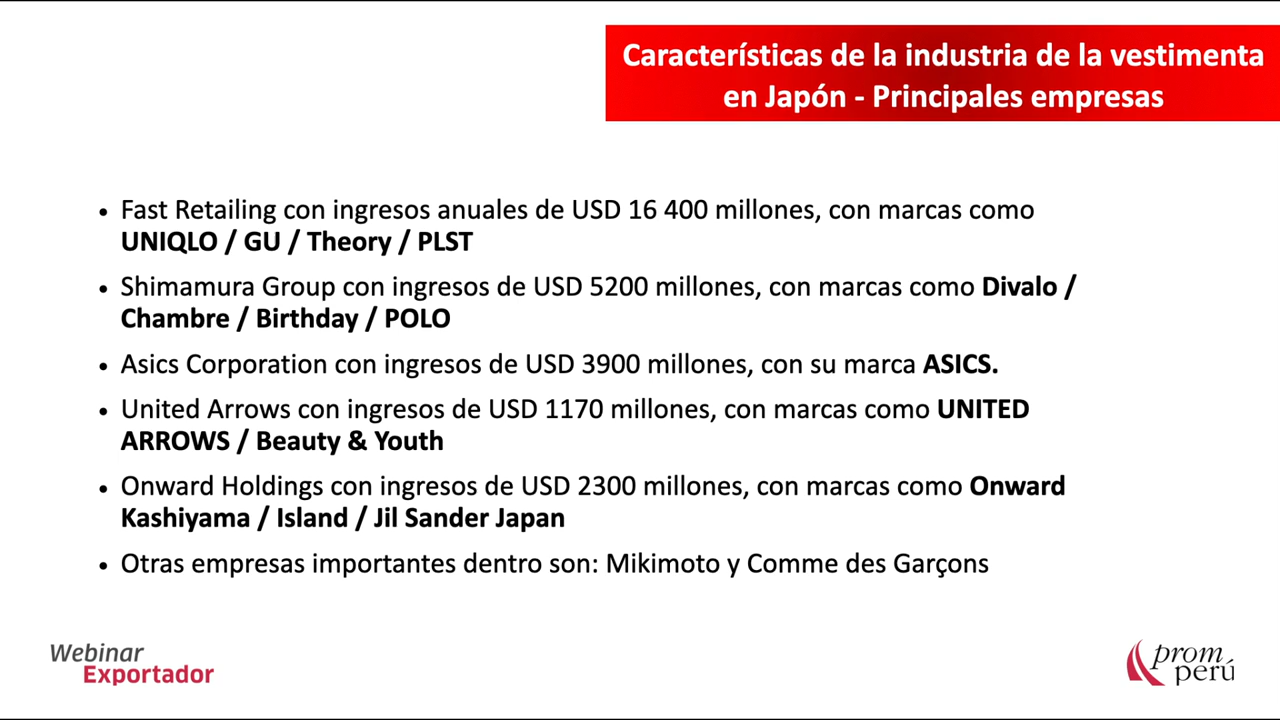 Características de la industria de la vestimenta
en Japón - Principales empresas
• Fast Retailing con ingresos anuales de USD 16 400 millones, con marcas como
UNIQLO / GU / Theory / PLST
• Shimamura Group con ingresos de USD 5200 millones, con marcas como Divalo /
Chambre / Birthday / POLO
• Asics Corporation con ingresos de USD 3900 millones, con su marca ASICS.
• United Arrows con ingresos de USD 1170 millones, con marcas como UNITED
ARROWS / Beauty & Youth
• Onward Holdings con ingresos de USD 2300 millones, con marcas como Onward
Kashiyama / Island / Jil Sander Japan
• Otras empresas importantes dentro son: Mikimoto y Comme des Garçons
Webinar
Exportador
prom
perú